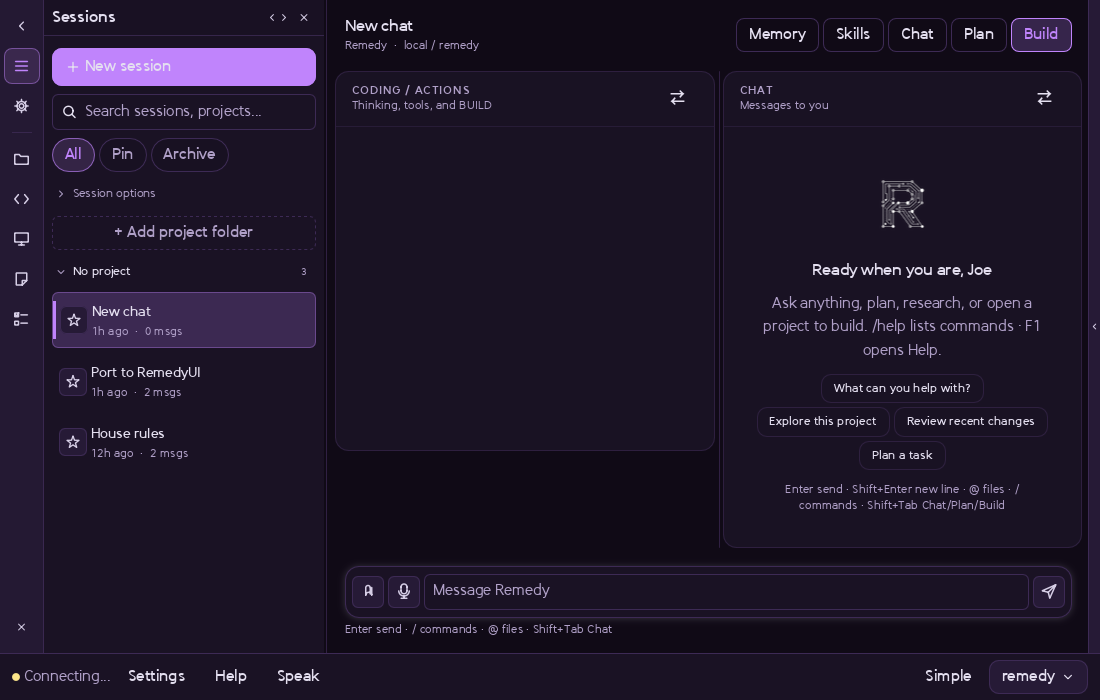 Sessions
New session
Search sessions, projects...
All
Pin
Archive
Session options
+ Add project folder
No project
3
New chat
1h ago · 0 msgs
Port to RemedyUI
1h ago · 2 msgs
House rules
12h ago · 2 msgs
New chat
Remedy · local / remedy
Memory
Skills
Chat
Plan
Build
CODING / ACTIONS
Thinking, tools, and BUILD
CHAT
Messages to you
R
Ready when you are, Joe
Ask anything, plan, research, or open a
project to build. /help lists commands · F1
opens Help.
What can you help with?
Explore this project
Review recent changes
Plan a task
Enter send · Shift+Enter new line · @ files · /
commands · Shift+Tab Chat/Plan/Build
Message Remedy
Enter send · / commands · @ files · Shift+Tab Chat
Connecting...
Settings
Help
Speak
Simple
remedy